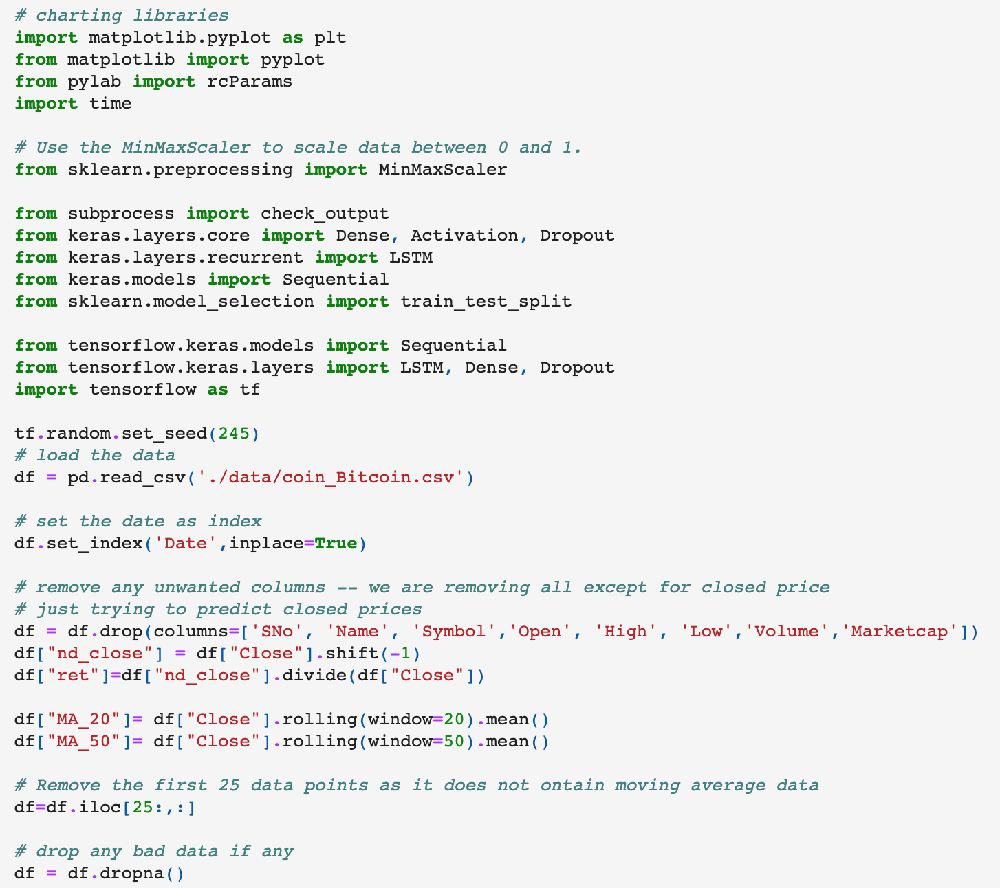 # charting libraries
import matplotlib.pyplot as plt
from matplotlib import pyplot
from pylab import rcParams
import time

# Use the MinMaxScaler to scale data between 0 and 1.
from sklearn.preprocessing import MinMaxScaler

from subprocess import check_output
from keras.layers.core import Dense, Activation, Dropout
from keras.layers.recurrent import LSTM
from keras.models import Sequential
from sklearn.model_selection import train_test_split

from tensorflow.keras.models import Sequential
from tensorflow.keras.layers import LSTM, Dense, Dropout
import tensorflow as tf

tf.random.set_seed(245)
# load the data
df = pd.read_csv('./data/coin_Bitcoin.csv')

# set the date as index
df.set_index('Date',inplace=True)

# remove any unwanted columns -- we are removing all except for closed price
# just trying to predict closed prices
df = df.drop(columns=['SNo', 'Name', 'Symbol','Open', 'High', 'Low','Volume','Marketcap'])
df["nd_close"] = df["Close"].shift(-1)
df["ret"]=df["nd_close"].divide(df["Close"])

df["MA_20"]= df["Close"].rolling(window=20).mean()
df["MA_50"]= df["Close"].rolling(window=50).mean()

# Remove the first 25 data points as it does not ontain moving average data
df=df.iloc[25:,:]

# drop any bad data if any
df = df.dropna()